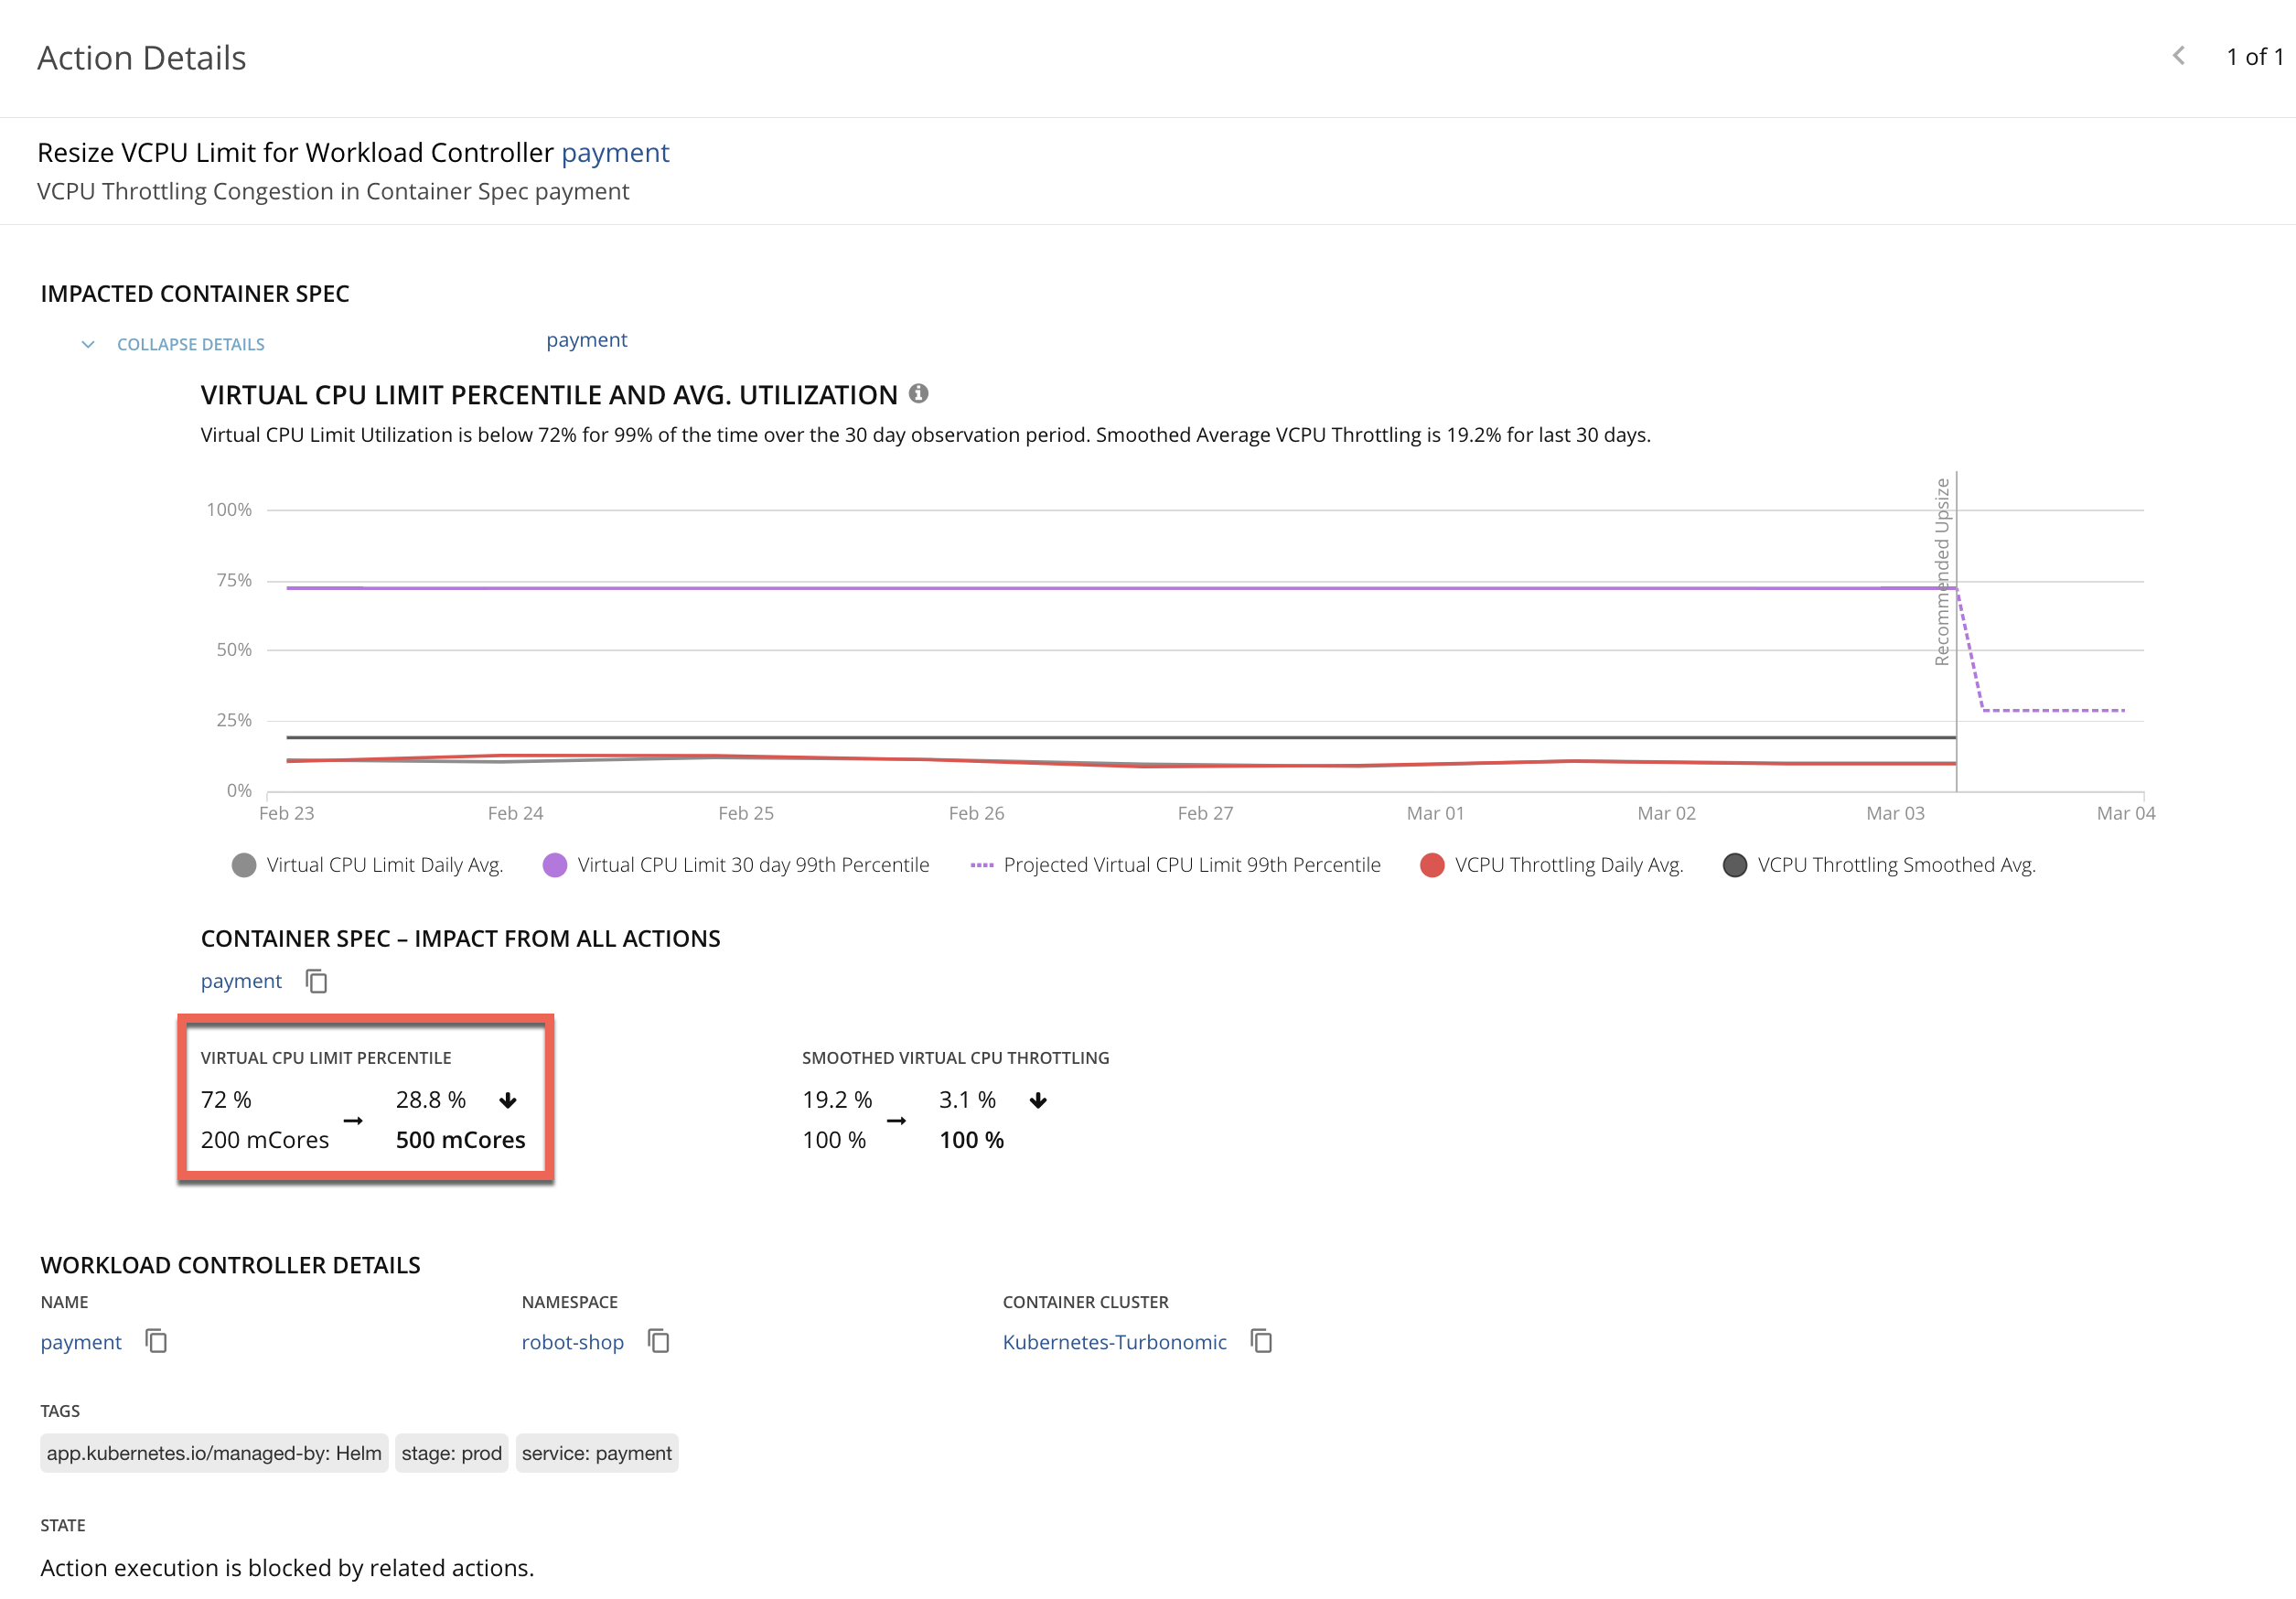 Action Details
1 of 1
Resize VCPU Limit for Workload Controller payment
VCPU Throttling Congestion in Container Spec payment
IMPACTED CONTAINER SPEC
COLLAPSE DETAILS
payment
VIRTUAL CPU LIMIT PERCENTILE AND AVG. UTILIZATION
Virtual CPU Limit Utilization is below 72% for 99% of the time over the 30 day observation period. Smoothed Average VCPU Throttling is 19.2% for last 30 days.
Recommended Upsize
100%
75%
50%
25%
0%
Feb 23 Feb 24 Feb 25 Feb 26 Feb 27 Mar 01 Mar 02 Mar 03 Mar 04
Virtual CPU Limit Daily Avg. Virtual CPU Limit 30 day 99th Percentile Projected Virtual CPU Limit 99th Percentile VCPU Throttling Daily Avg. VCPU Throttling Smoothed Avg.
CONTAINER SPEC – IMPACT FROM ALL ACTIONS
payment
VIRTUAL CPU LIMIT PERCENTILE
72 % → 28.8 %
200 mCores 500 mCores
SMOOTHED VIRTUAL CPU THROTTLING
19.2 % → 3.1 %
100 % 100 %
WORKLOAD CONTROLLER DETAILS
NAME NAMESPACE CONTAINER CLUSTER
payment robot-shop Kubernetes-Turbonomic
TAGS
app.kubernetes.io/managed-by: Helm stage: prod service: payment
STATE
Action execution is blocked by related actions.